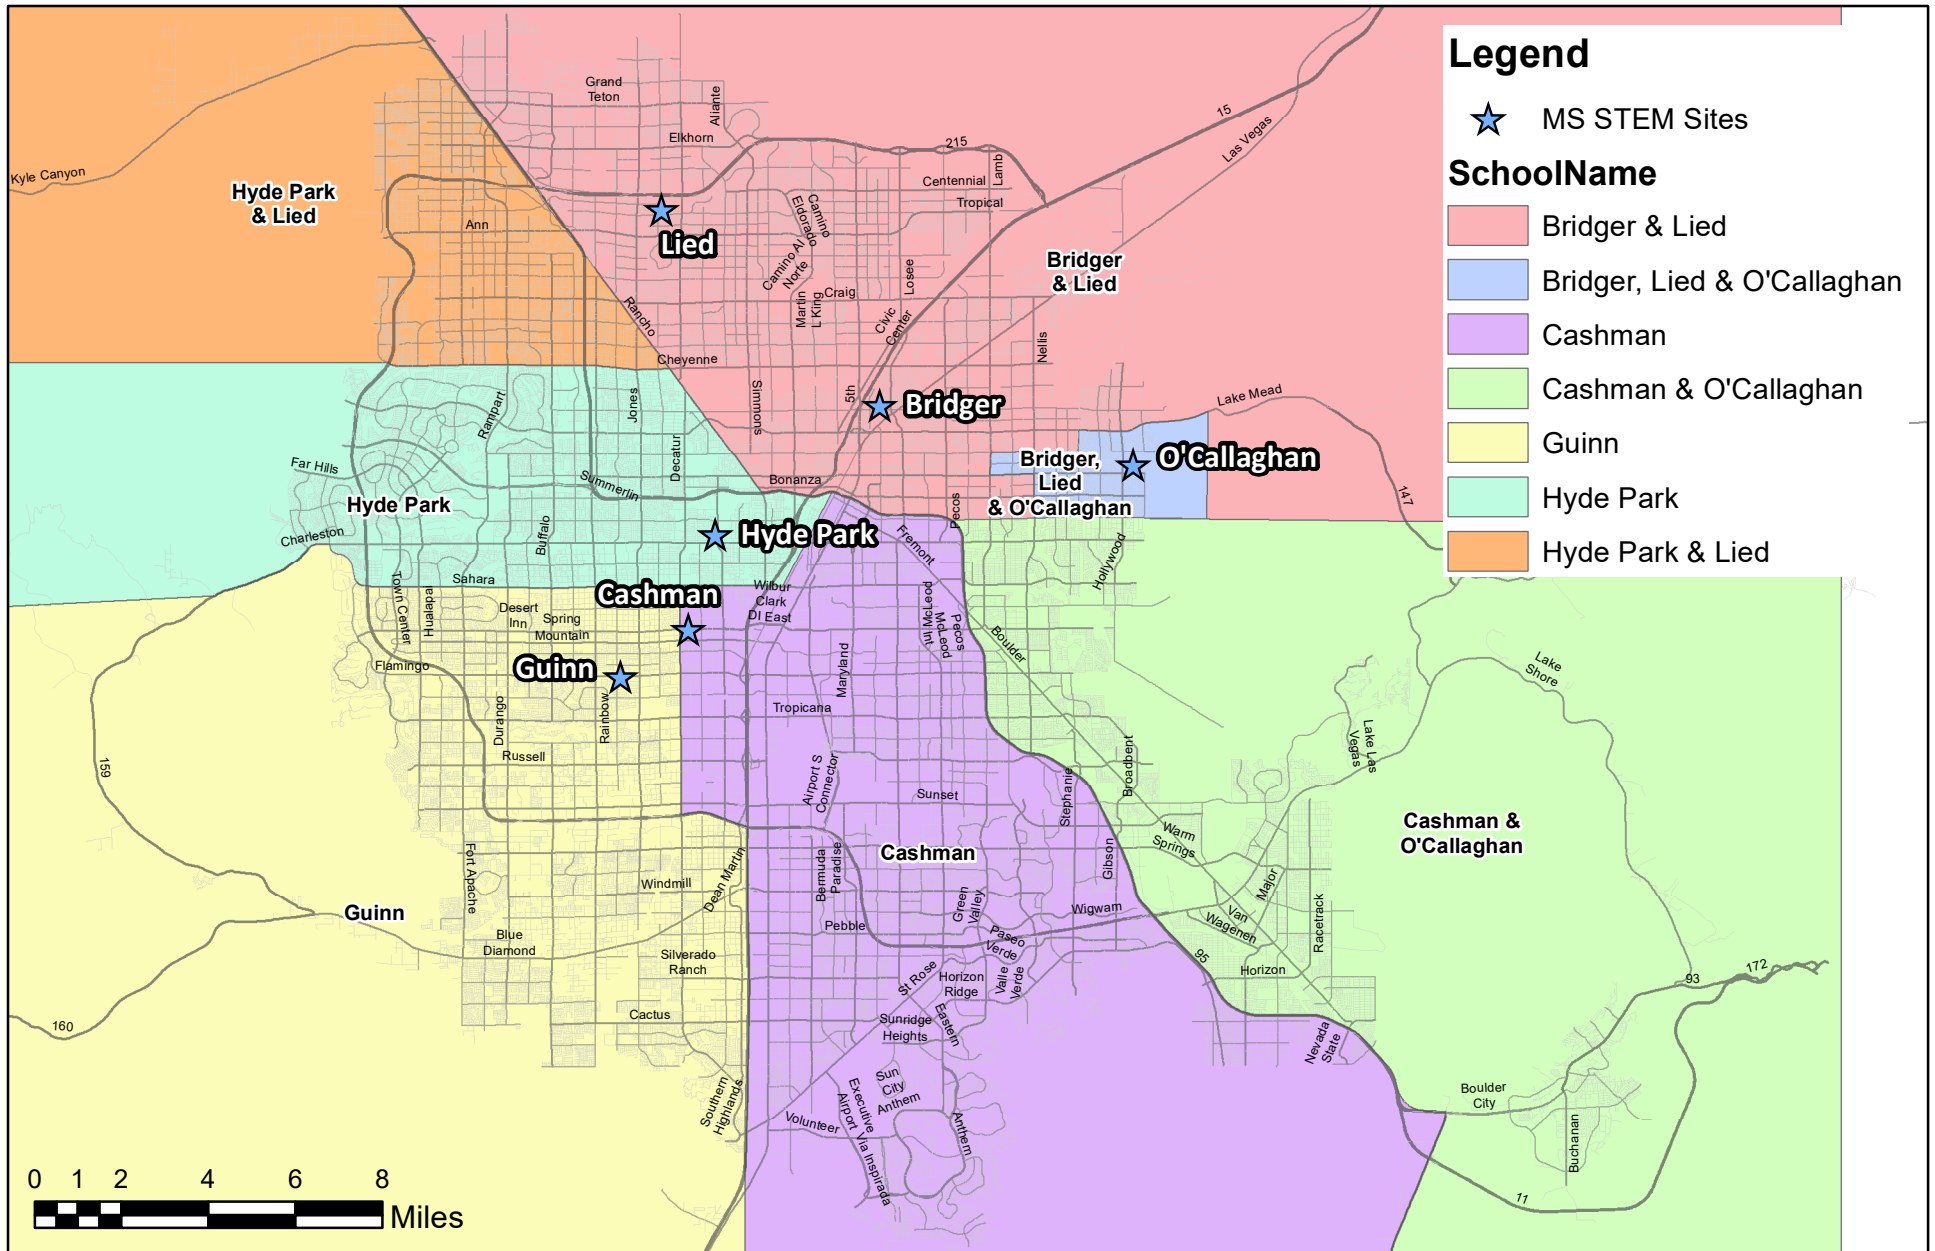 Legend
MS STEM Sites
SchoolName
Bridger & Lied
Bridger, Lied & O'Callaghan
Cashman
Cashman & O'Callaghan
Guinn
Hyde Park
Hyde Park & Lied
Grand
Teton
Aliante
Elkhorn
215
15
Las Vegas
Lamb
Centennial
Tropical
Kyle Canyon
Hyde Park
& Lied
Ann
Lied
Camino
Eldorado
Camino Al
Norte
Losee
Bridger
& Lied
Martin
L King
Craig
Civic
Center
Rancho
Nellis
Cheyenne
Simmons
5th
Bridger
Lake Mead
Jones
Rampart
Decatur
Far Hills
Summerlin
Bonanza
Bridger,
Lied
& O'Callaghan
O'Callaghan
147
Hyde Park
Pecos
Charleston
Buffalo
Hyde Park
Fremont
Hollywood
Sahara
Town Center
Hualapai
Cashman
Wilbur
Clark
DI East
Desert
Inn
Spring
Mountain
McLeod
W Int
McLeod
Pecos
Boulder
Flamingo
Guinn
Maryland
Lake
Shore
Durango
Rainbow
Tropicana
Lake Las
Vegas
Russell
159
Airport S
Connector
Sunset
Stephanie
Broadbent
Cashman &
O'Callaghan
Warm
Springs
Cashman
Gibson
Fort Apache
Bermuda
Paradise
Dean Martin
Windmill
Major
Green
Valley
Wigwam
Van
Wagenen
Racetrack
Guinn
Pebble
Paseo
Verde
Blue
Diamond
95
Silverado
Ranch
St Rose
Horizon
Ridge
Valle
Verde
Horizon
93
172
Cactus
Sunridge
Heights
Eastern
160
Nevada
State
Sun
City
Anthem
Executive
Airport
Boulder
City
Southern
Highlands
Volunteer
Anthem
Via Inspirada
Buchanan
11
0 1 2 4 6 8
Miles